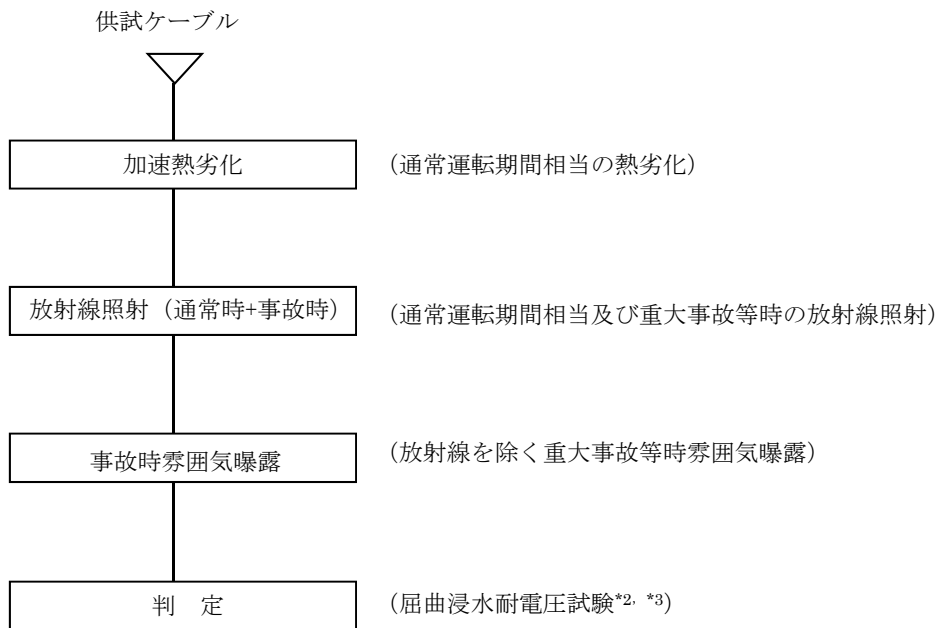 供試ケーブル
加速熱劣化 (通常運転期間相当の熱劣化)
放射線照射（通常時+事故時） (通常運転期間相当及び重大事故等時の放射線照射)
事故時雰囲気曝露 (放射線を除く重大事故等時雰囲気曝露)
判　定 (屈曲浸水耐電圧試験*2, *3)